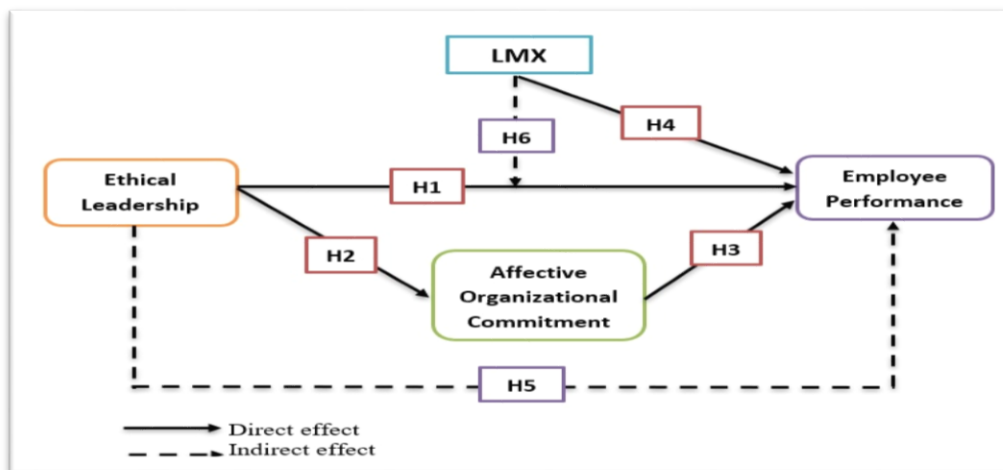 LMX
H6
H4
Ethical
Leadership
H1
Employee
Performance
H2
H3
Affective
Organizational
Commitment
H5
Direct effect
Indirect effect